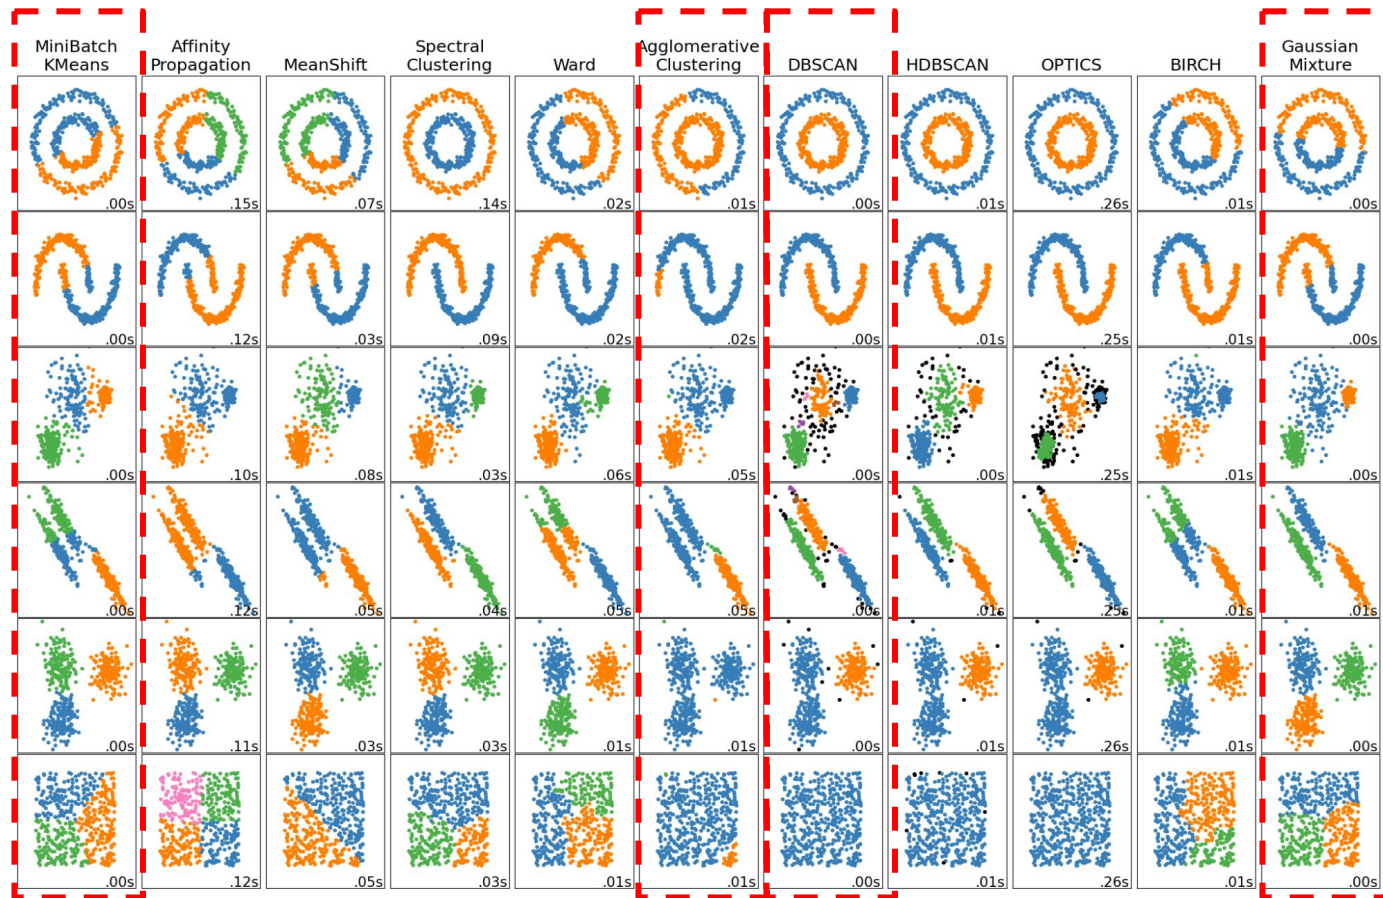 MiniBatch
KMeans
Affinity
Propagation
MeanShift
Spectral
Clustering
Ward
Agglomerative
Clustering
DBSCAN
HDBSCAN
OPTICS
BIRCH
Gaussian
Mixture
.00s .15s .07s .14s .02s .01s .00s .01s .26s .01s .00s
.00s .12s .03s .09s .02s .02s .00s .01s .25s .01s .00s
.00s .10s .08s .03s .06s .05s .00s .00s .25s .01s .00s
.00s .12s .05s .04s .05s .05s .00s .01s .25s .01s .01s
.00s .11s .03s .03s .01s .01s .00s .01s .26s .01s .00s
.00s .12s .05s .03s .01s .01s .00s .01s .26s .01s .00s